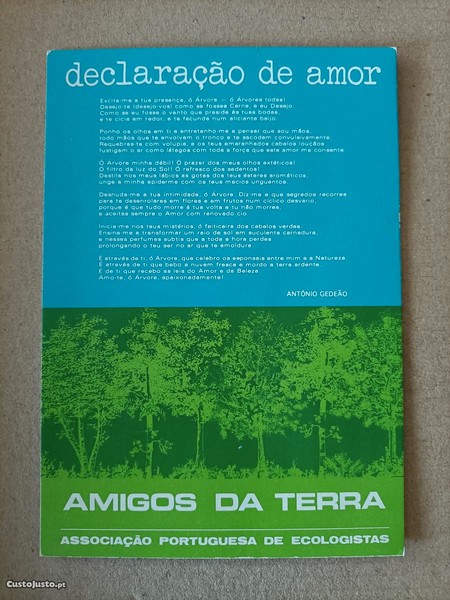 declaração de amor
Excita-me a tua presença, ó Árvore — ó Árvores todas!
Desejo-te (desejo-vos) como se fosses Carne, e eu Desejo.
Como se eu fosse o vento que preside às tuas bodas,
e te cicia em redor, e te fecunda num aliciante beijo.
Ponho os olhos em ti e entretenho-me a pensar que sou mãos,
todo mãos que te envolvem o tronco e te sacodem convulsivamente.
Requebras-te com volúpia, e os teus emaranhados cabelos louçãos
fustigam o ar como látegos com toda a força que este amor me consente.
Ó Árvore minha débil! Ó prazer dos meus olhos extéticos!
Ó filtro da luz do Sol! Ó refresco dos sedentos!
Destila nos meus lábios as gotas dos teus éteres aromáticos,
unge a minha epiderme com os teus macios unguentos.
Desnuda-me a tua intimidade, ó Árvore. Diz-me a que segredos recorres
para te desenrolares em flores e em frutos num cíclico desvario,
porque é que tudo morre à tua volta e tu não morres,
e aceitas sempre o Amor com renovado cio.
Inicia-me nos teus mistérios, ó feiticeira dos cabelos verdes.
Ensina-me a transformar um raio de sol em suculenta carnadura,
e nesses perfumes subtis que a toda a hora perdes
prolongando o teu ser no ar que te emoldura.
É através de ti, ó Árvore, que celebro os esponsais entre mim e a Natureza.
É através de ti que bebo a nuvem fresca e mordo a terra ardente.
É de ti que recebo as leis do Amor e da Beleza.
Amo-te, ó Árvore, apaixonadamente!
ANTÓNIO GEDEÃO
AMIGOS DA TERRA
ASSOCIAÇÃO PORTUGUESA DE ECOLOGISTAS
CustoJusto.pt